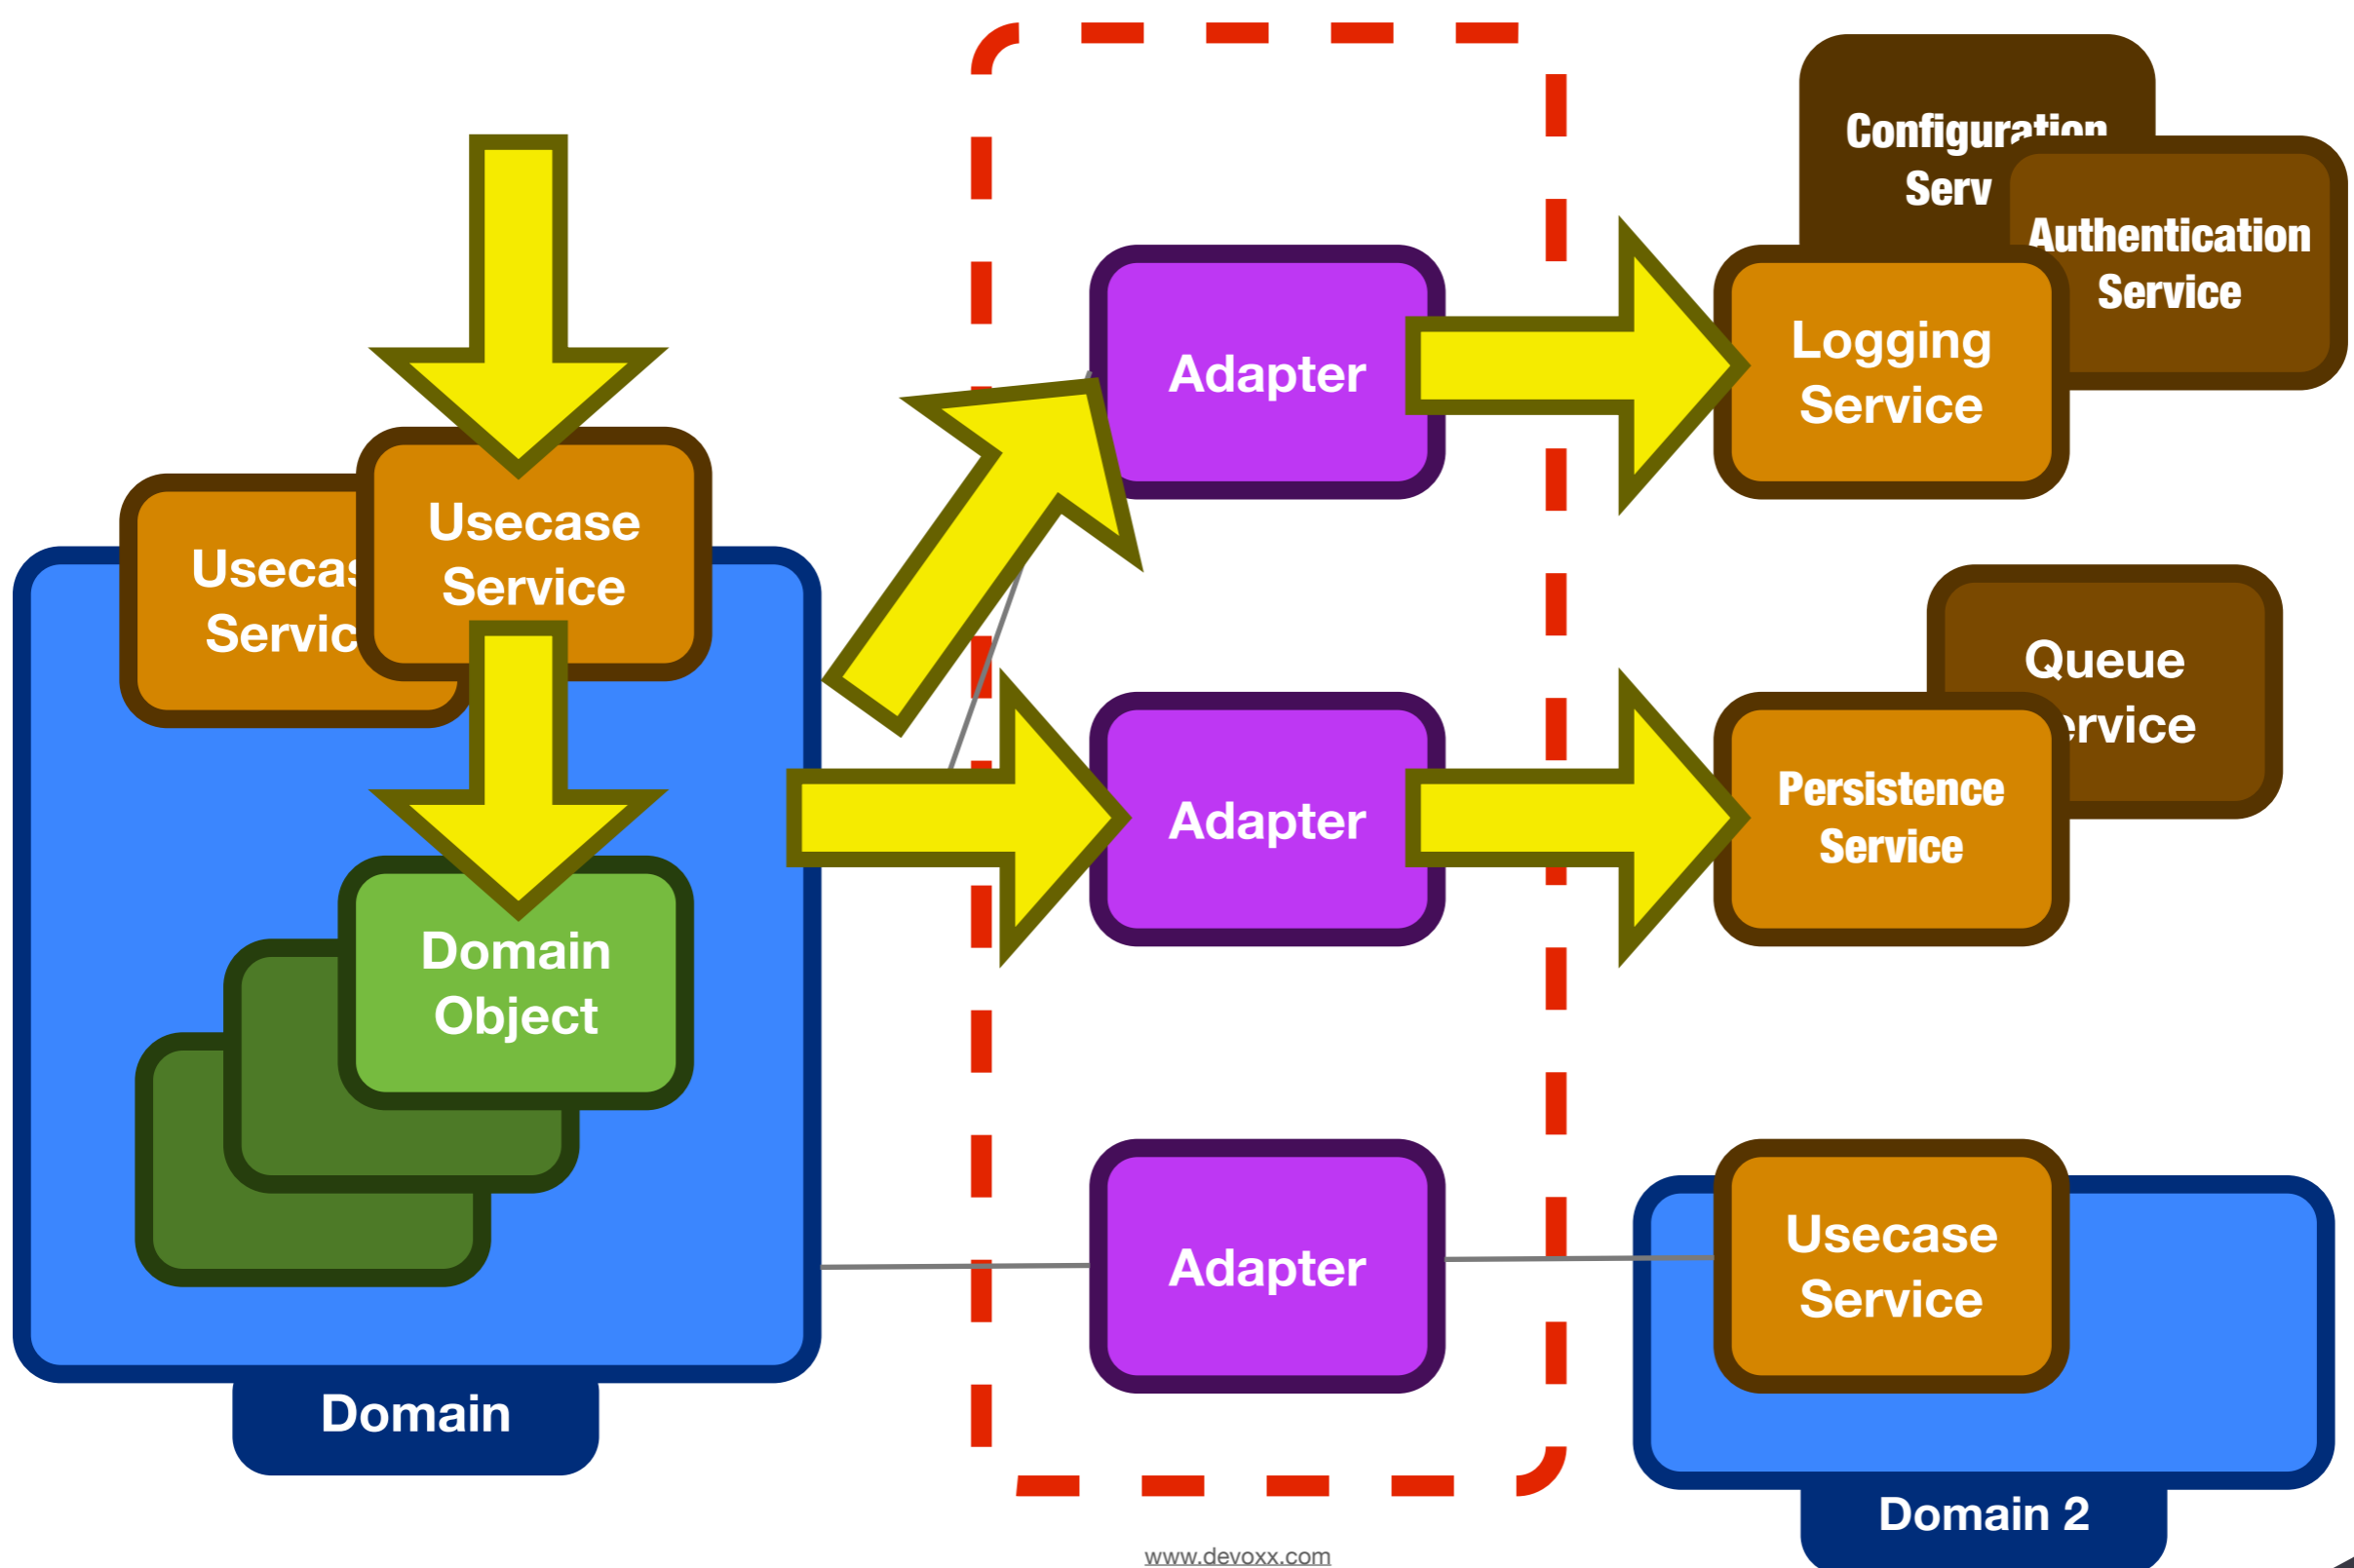 Configuration
Serv
Authentication
Service
Adapter
Logging
Service
Usecase
Service
Usecas
Servic
Queue
ervice
Adapter
Persistence
Service
Domain
Object
Adapter
Usecase
Service
Domain
Domain 2
www.devoxx.com